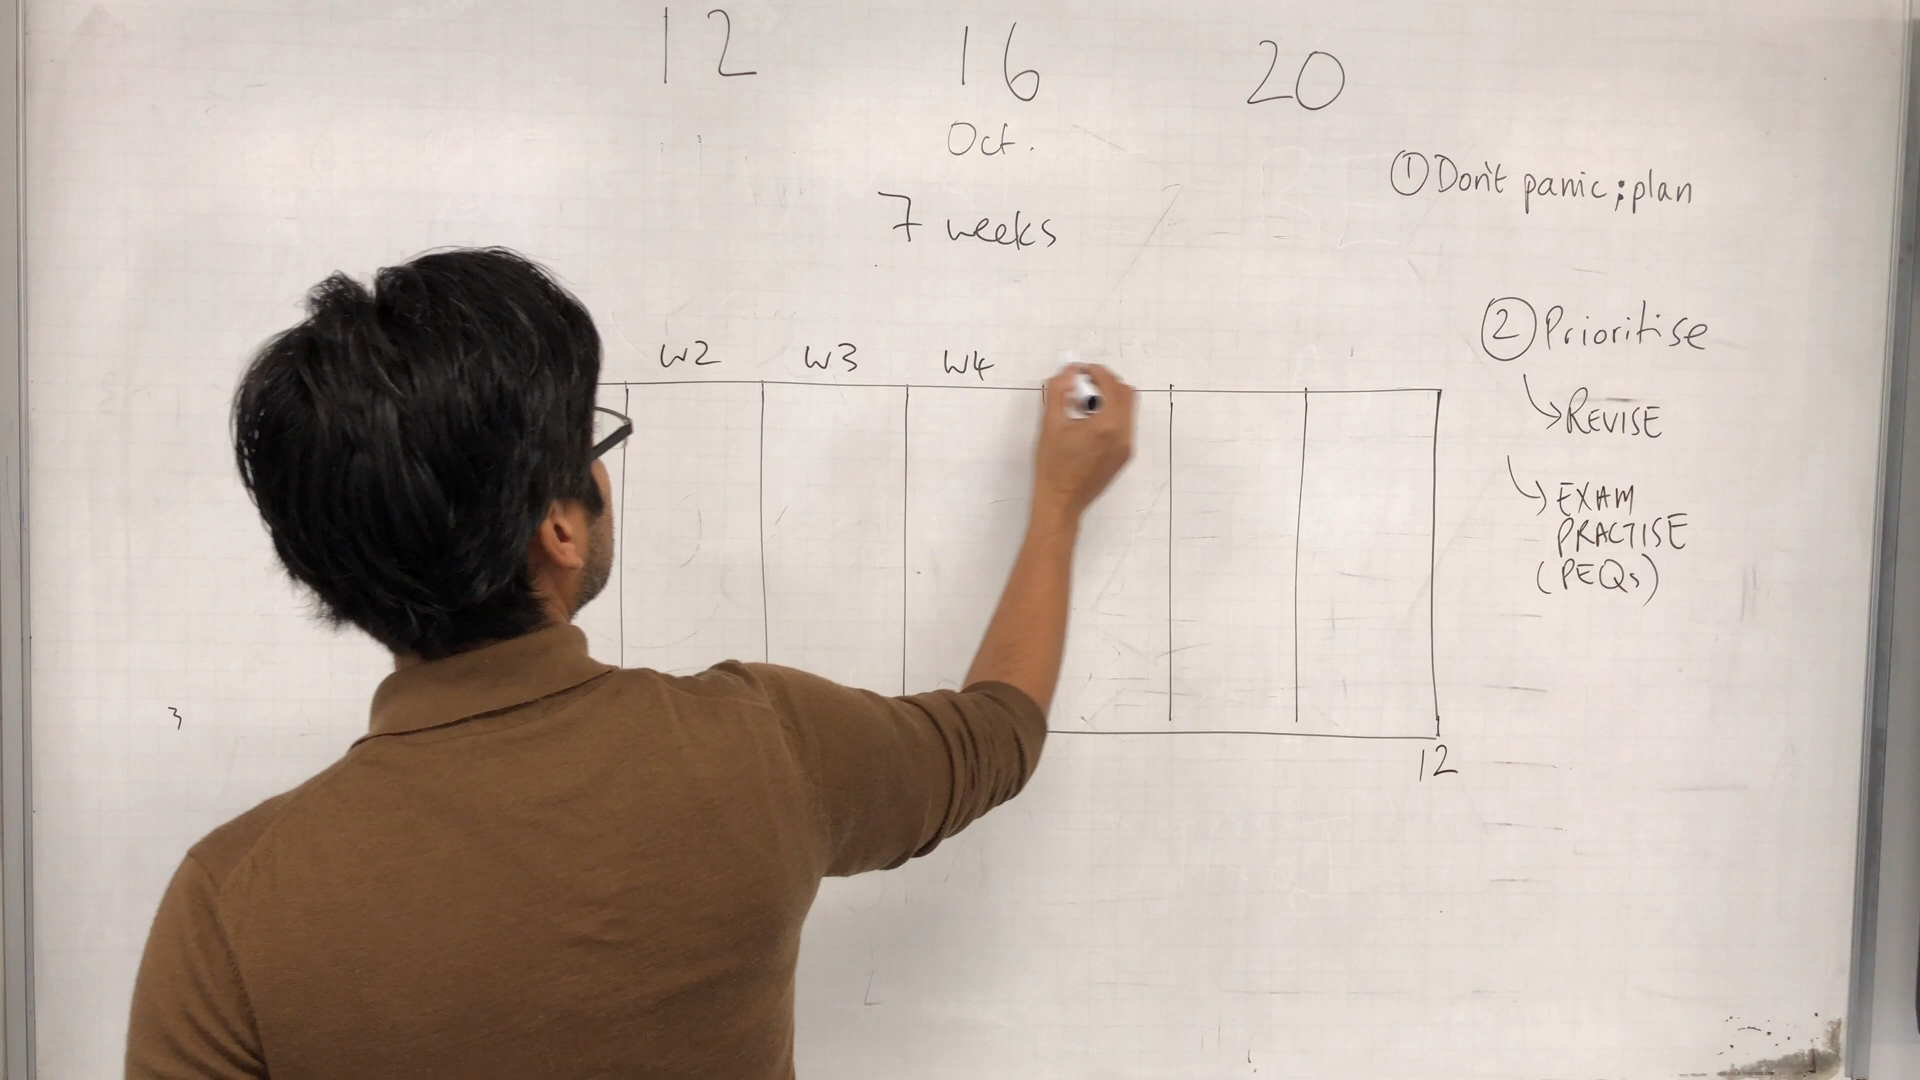 12 16 20
Oct.
7 weeks
① Don't panic; plan
② Prioritise
REVISE
EXAM
PRACTISE
(PEQs)
W2 W3 W4
3
12